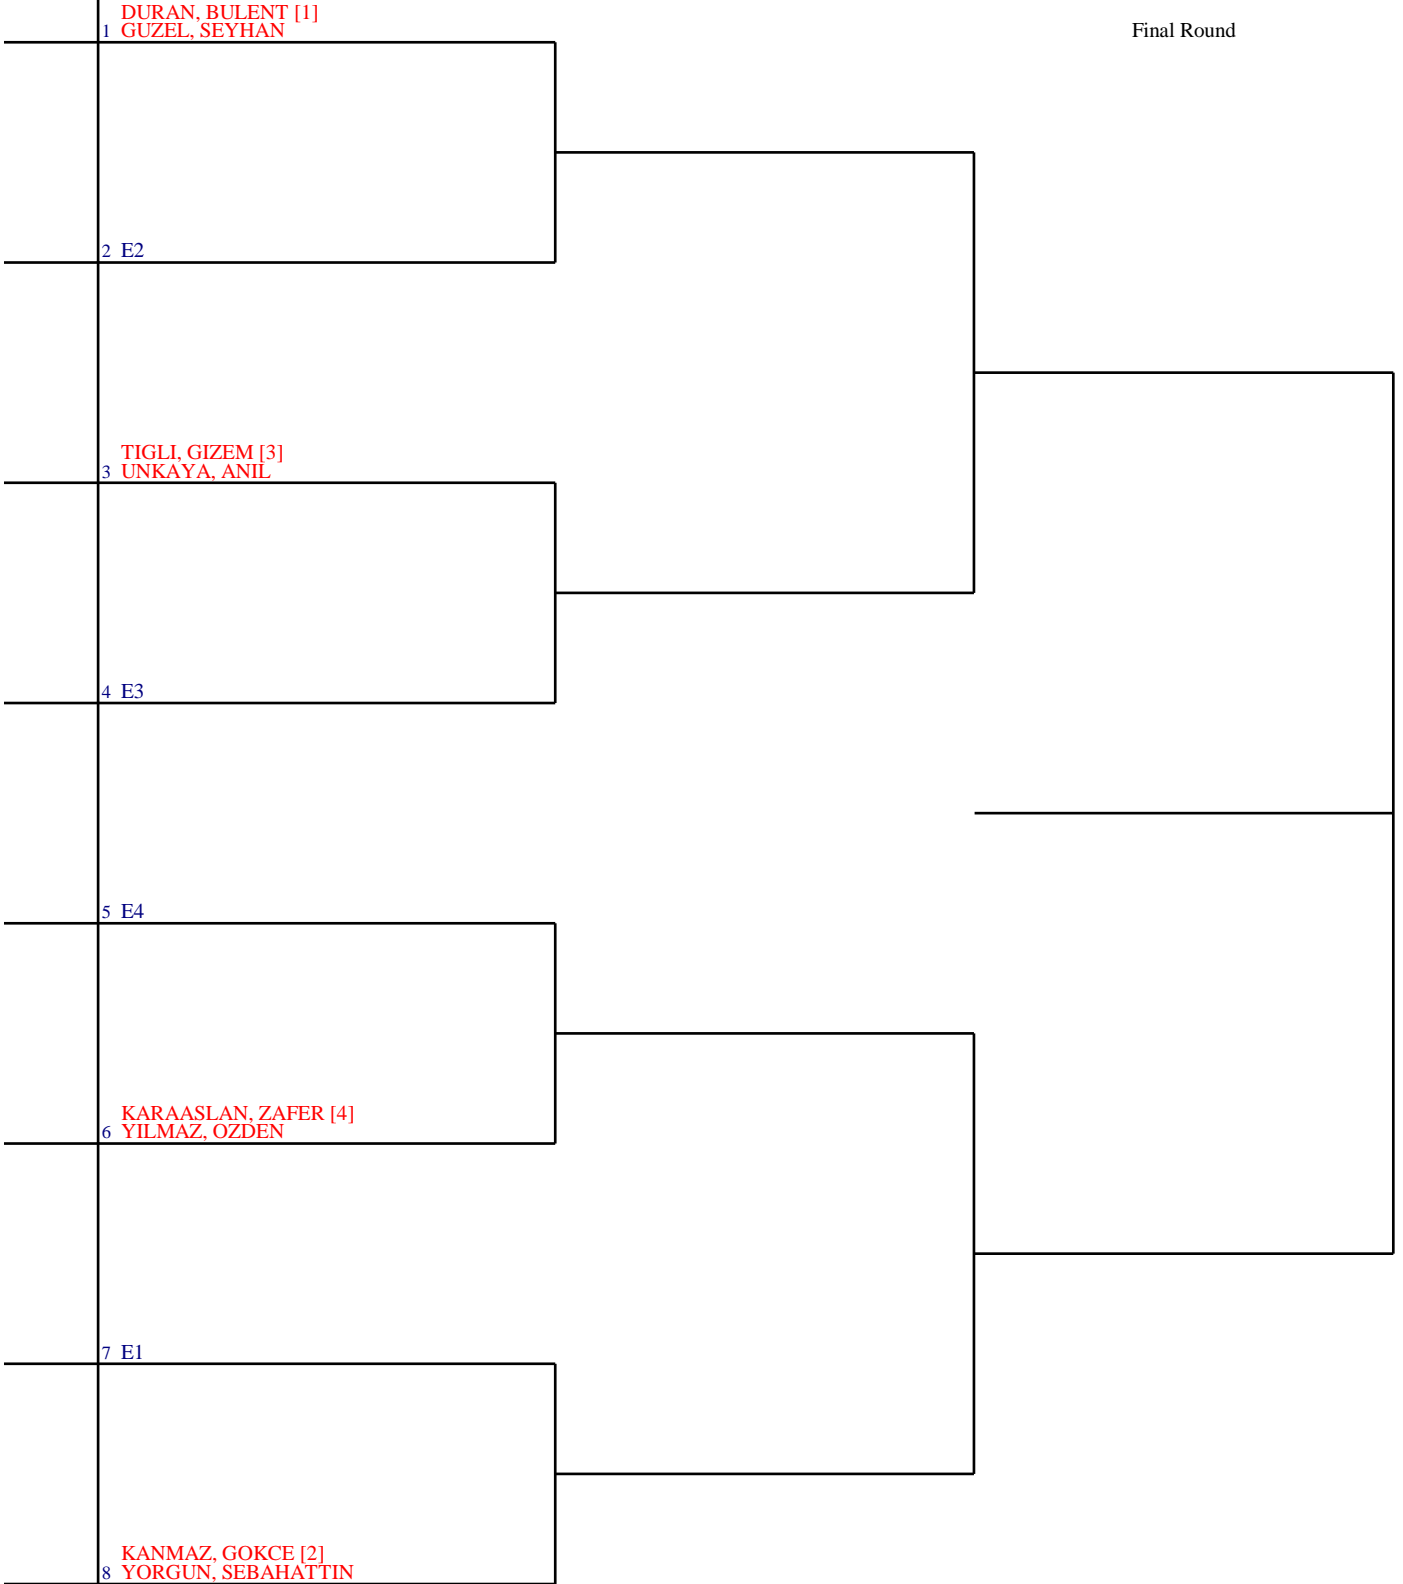 DURAN, BULENT [1]
1 GUZEL, SEYHAN
Final Round
2 E2
TIGLI, GIZEM [3]
3 UNKAYA, ANIL
4 E3
5 E4
KARAASLAN, ZAFER [4]
6 YILMAZ, OZDEN
7 E1
KANMAZ, GOKCE [2]
8 YORGUN, SEBAHATTIN